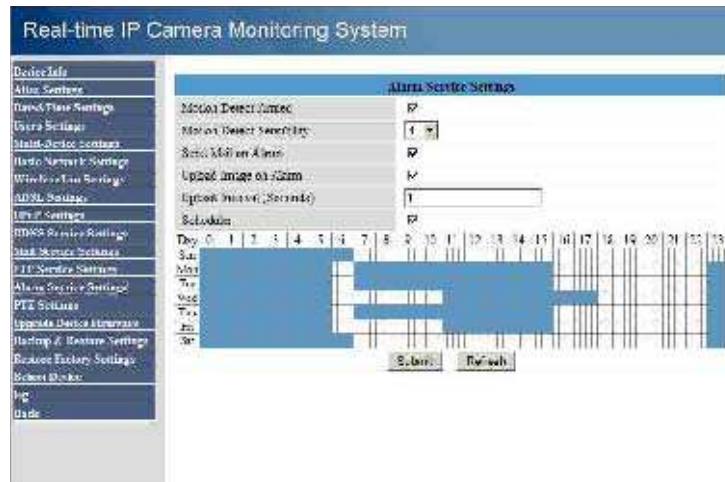 Real-time IP Camera Monitoring System
Device Info
Alias Settings
Date&Time Settings
Users Settings
Multi-Device Settings
Basic Network Settings
Wireless Lan Settings
ADSL Settings
UPnP Settings
DDNS Service Settings
Mail Service Settings
FTP Service Settings
Alarm Service Settings
PTZ Settings
Upgrade Device Firmware
Backup & Restore Settings
Restore Factory Settings
Reboot Device
log
Back
Alarm Service Settings
Motion Detect Armed
Motion Detect Sensibility 4
Send Mail on Alarm
Upload Image on Alarm
Upload Interval (Seconds) 1
Scheduler
Day 0 1 2 3 4 5 6 7 8 9 10 11 12 13 14 15 16 17 18 19 20 21 22 23
Sun
Mon
Tue
Wed
Thu
Fri
Sat
Submit Refresh